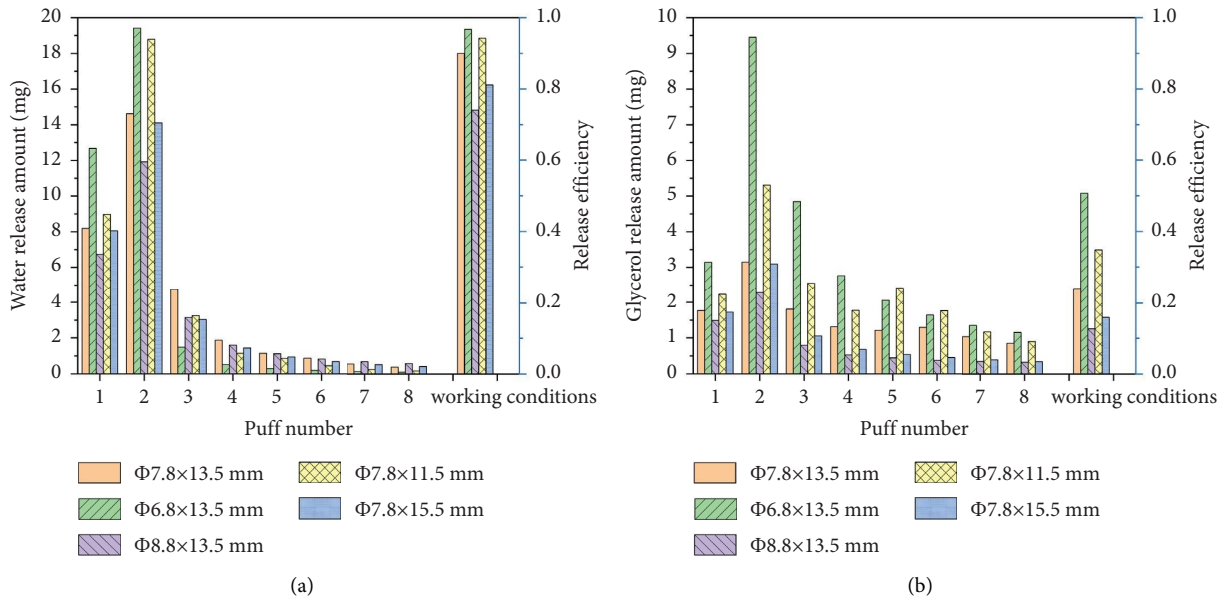 20
18
16
14
12
10
8
6
4
2
0
Water release amount (mg)
1.0
0.8
0.6
0.4
0.2
0.0
Release efficiency
1 2 3 4 5 6 7 8 working conditions
Puff number
Φ7.8×13.5 mm Φ7.8×11.5 mm
Φ6.8×13.5 mm Φ7.8×15.5 mm
Φ8.8×13.5 mm
(a)
10
9
8
7
6
5
4
3
2
1
0
Glycerol release amount (mg)
1.0
0.8
0.6
0.4
0.2
0.0
Release efficiency
1 2 3 4 5 6 7 8 working conditions
Puff number
Φ7.8×13.5 mm Φ7.8×11.5 mm
Φ6.8×13.5 mm Φ7.8×15.5 mm
Φ8.8×13.5 mm
(b)